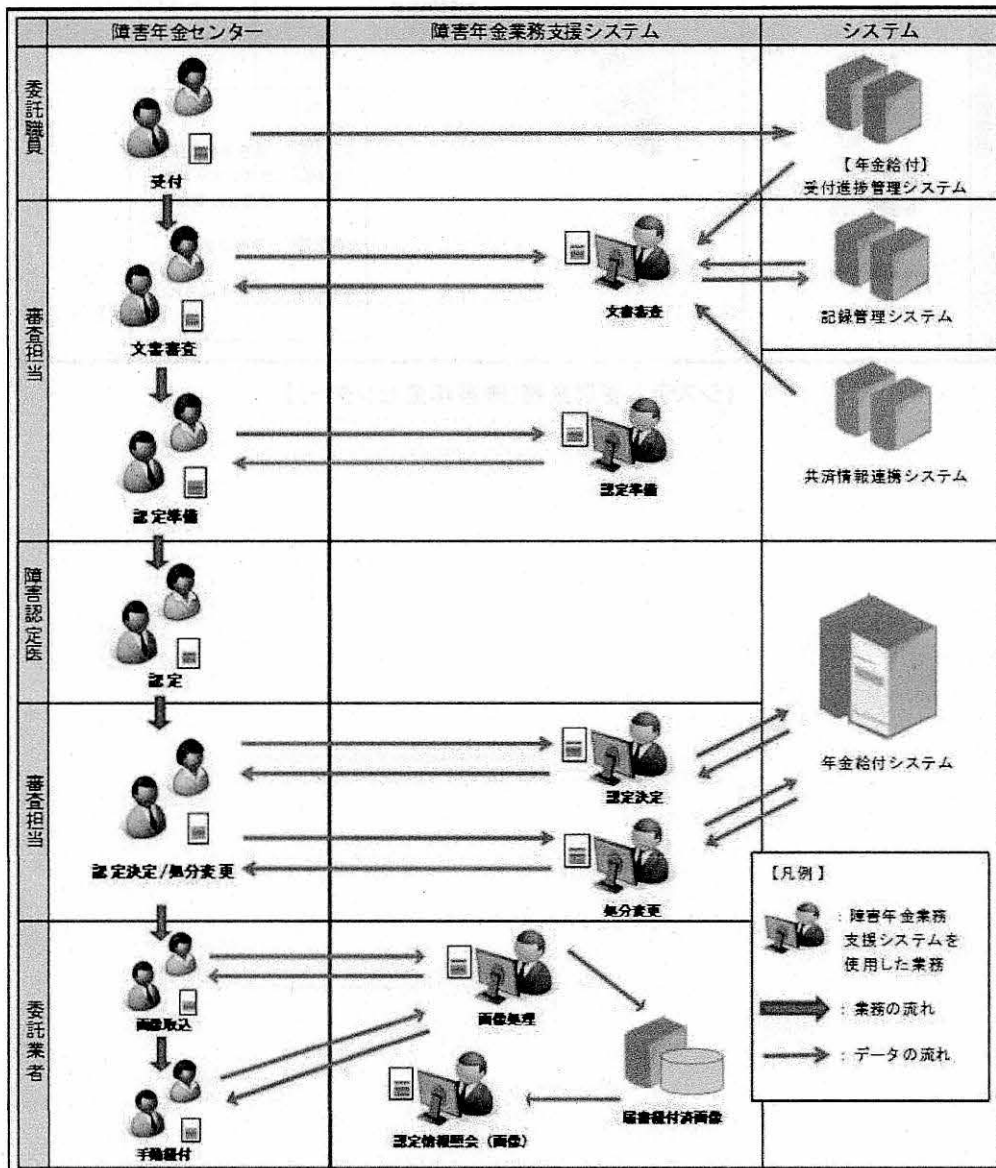 障害年金センター
障害年金業務支援システム
システム
委託職員
受付
【年金給付】
受付進捗管理システム
審査担当
文書審査
文書審査
記録管理システム
認定準備
認定準備
共済情報連携システム
障害認定医
認定
年金給付システム
審査担当
認定決定
認定決定/処分変更
処分変更
【凡例】
：障害年金業務
支援システムを
使用した業務
：業務の流れ
：データの流れ
委託業者
画像取込
画像処理
手動紐付
認定情報照会（画像）
届書紐付済画像